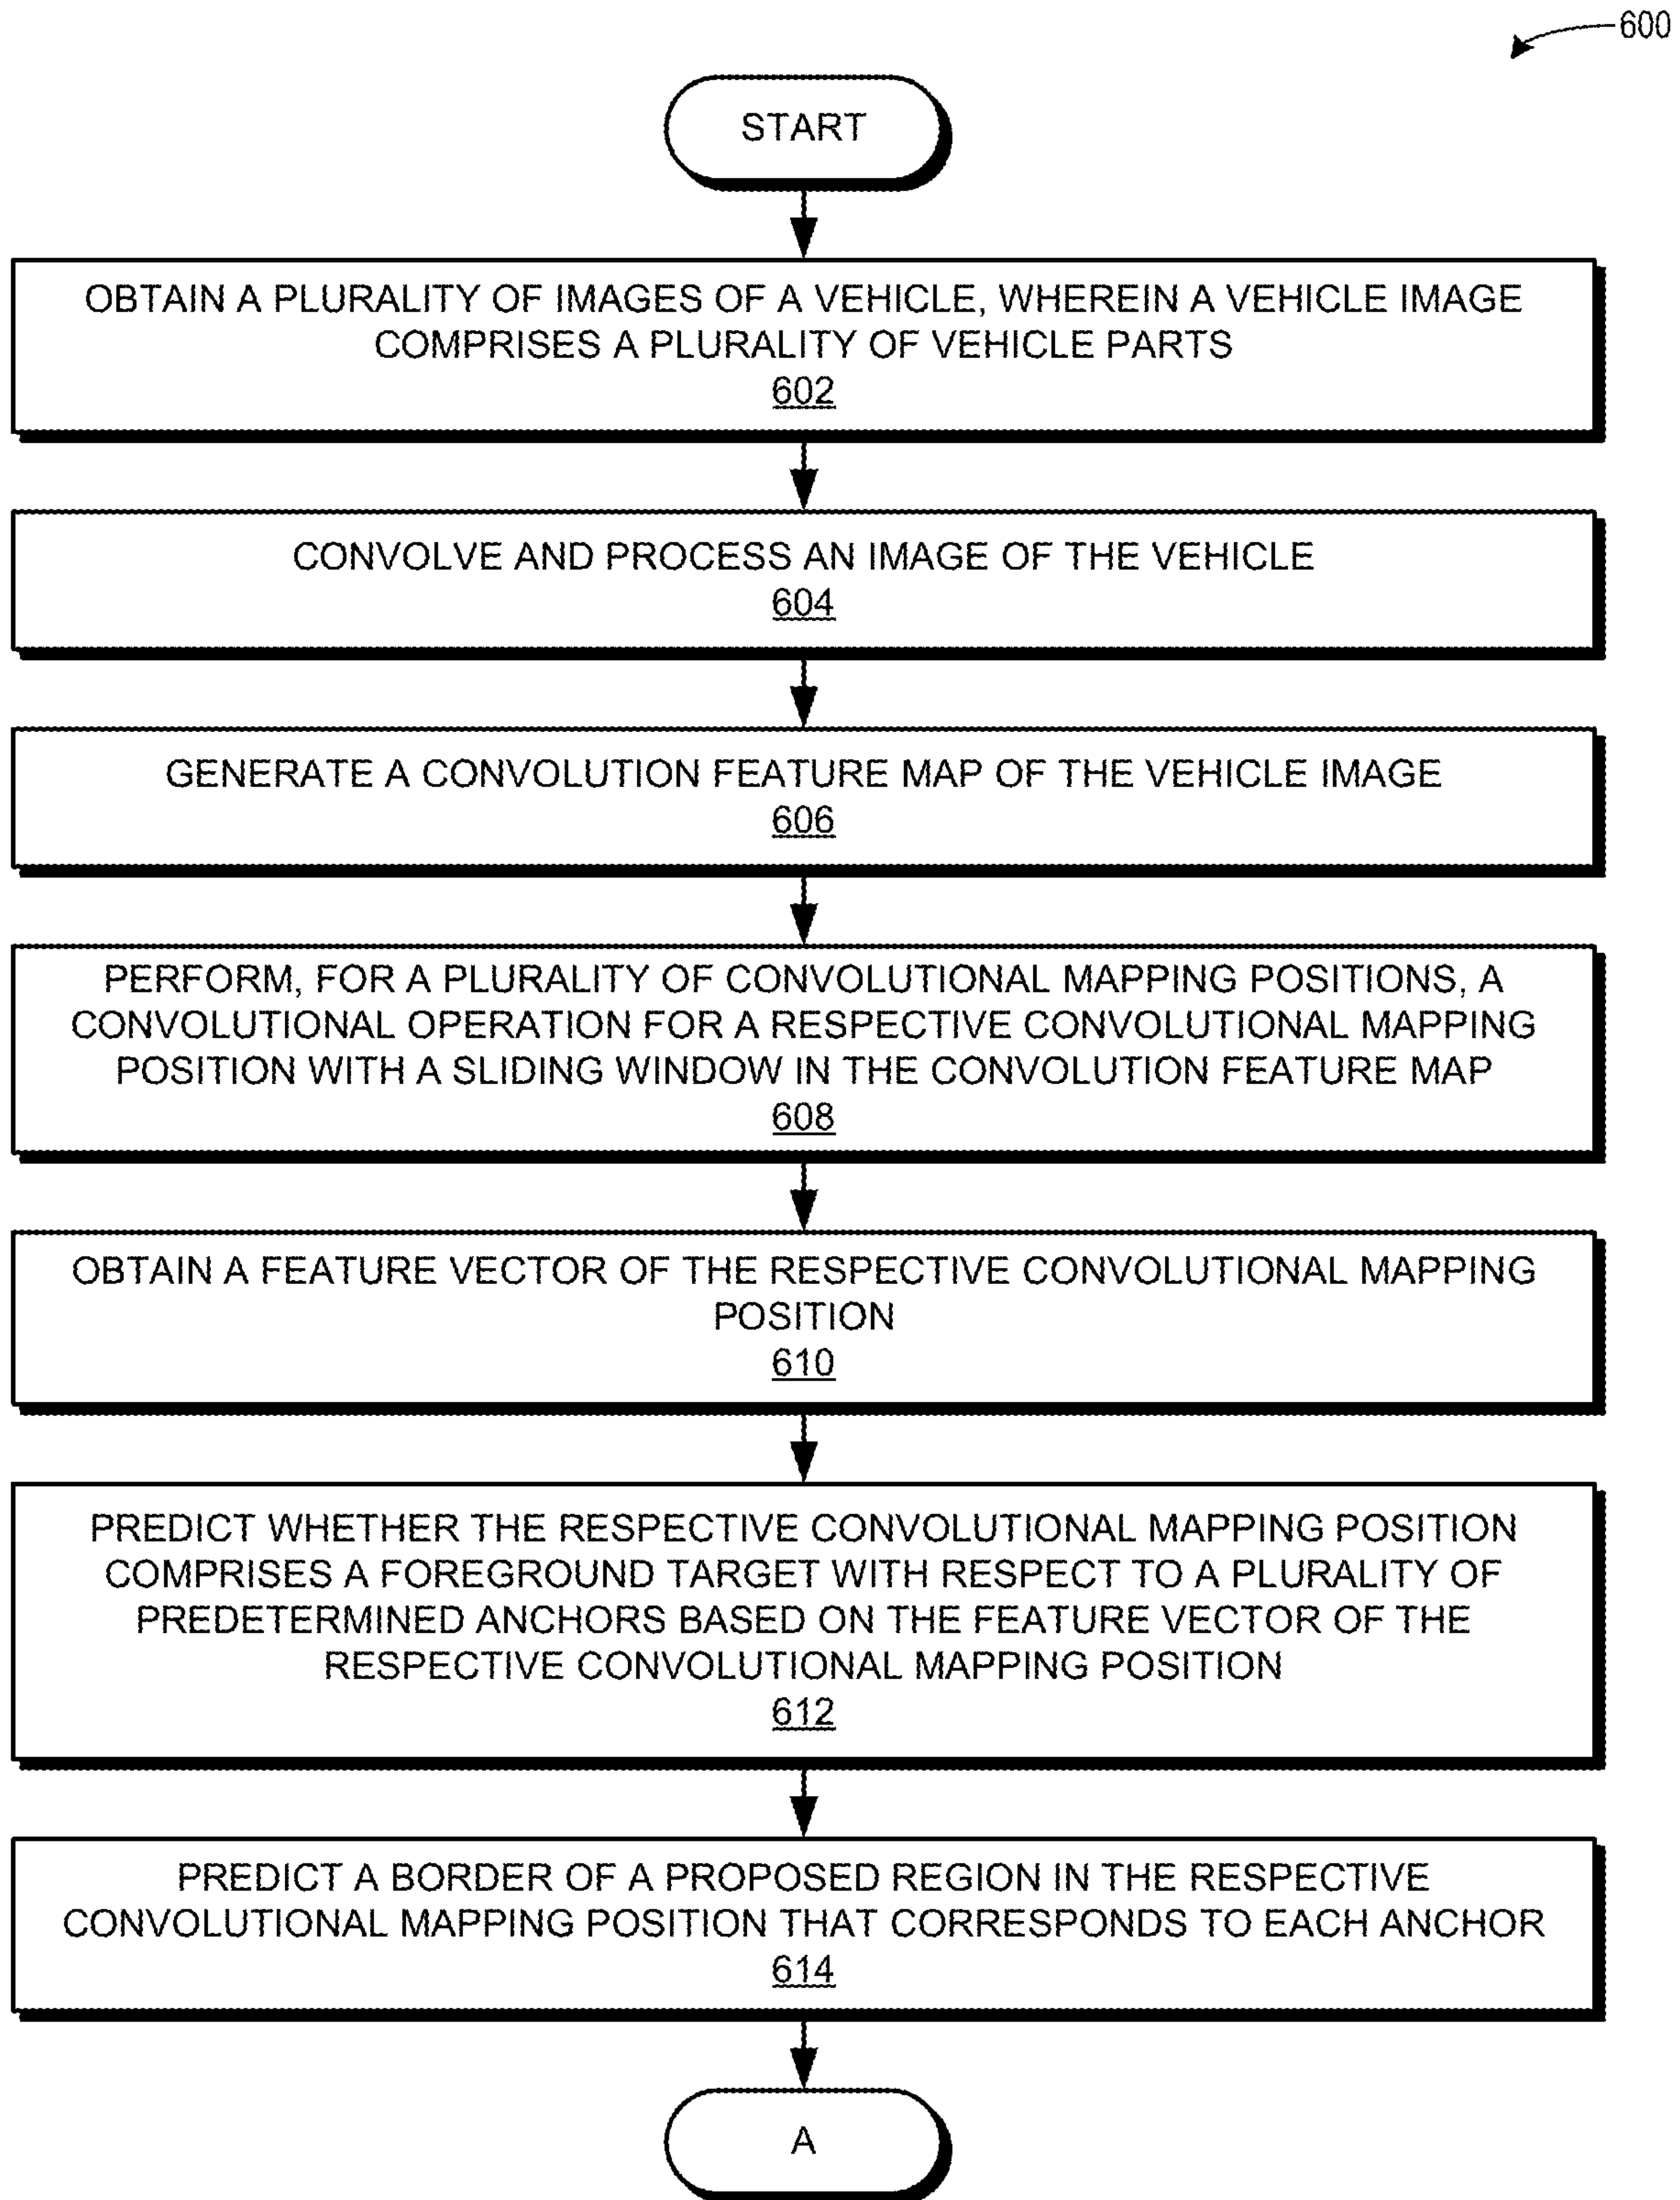 600
START
OBTAIN A PLURALITY OF IMAGES OF A VEHICLE, WHEREIN A VEHICLE IMAGE
COMPRISES A PLURALITY OF VEHICLE PARTS
602
CONVOLVE AND PROCESS AN IMAGE OF THE VEHICLE
604
GENERATE A CONVOLUTION FEATURE MAP OF THE VEHICLE IMAGE
606
PERFORM, FOR A PLURALITY OF CONVOLUTIONAL MAPPING POSITIONS, A
CONVOLUTIONAL OPERATION FOR A RESPECTIVE CONVOLUTIONAL MAPPING
POSITION WITH A SLIDING WINDOW IN THE CONVOLUTION FEATURE MAP
608
OBTAIN A FEATURE VECTOR OF THE RESPECTIVE CONVOLUTIONAL MAPPING
POSITION
610
PREDICT WHETHER THE RESPECTIVE CONVOLUTIONAL MAPPING POSITION
COMPRISES A FOREGROUND TARGET WITH RESPECT TO A PLURALITY OF
PREDETERMINED ANCHORS BASED ON THE FEATURE VECTOR OF THE
RESPECTIVE CONVOLUTIONAL MAPPING POSITION
612
PREDICT A BORDER OF A PROPOSED REGION IN THE RESPECTIVE
CONVOLUTIONAL MAPPING POSITION THAT CORRESPONDS TO EACH ANCHOR
614
A